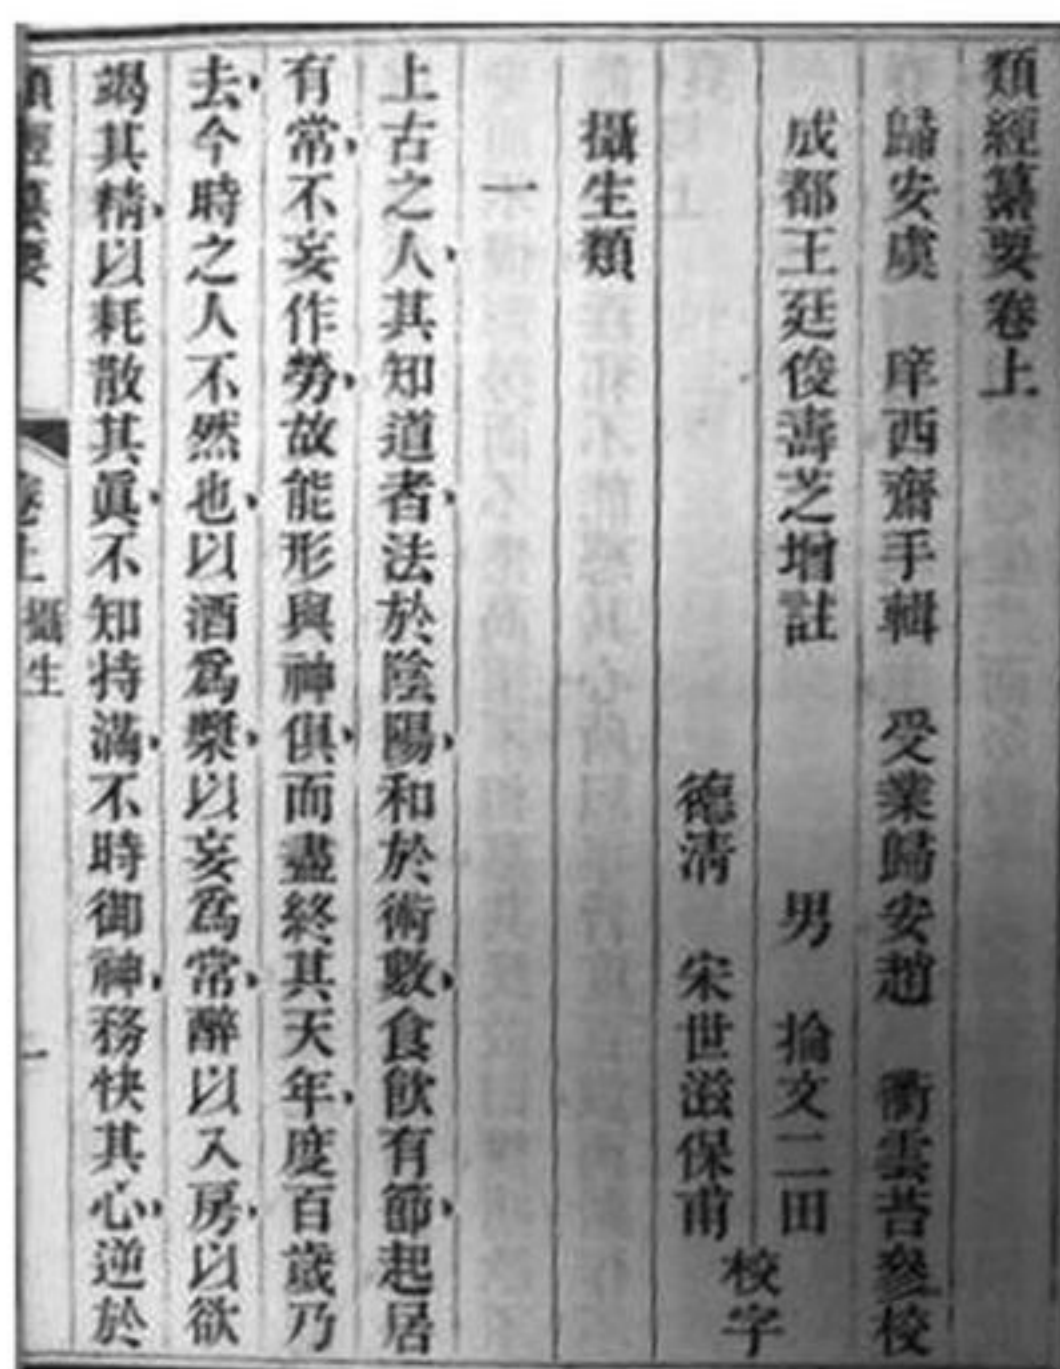 類經纂要卷上
歸安虞 庠西齋手輯 受業歸安趙 衢雲苕參校
成都王廷俊壽芝增註 男 掄文二田
德淸 宋世滋保甫
校字
攝生類
一
上古之人其知道者法於陰陽和於術數食飮有節起居
有常不妄作勞故能形與神俱而盡終其天年度百歲乃
去今時之人不然也以酒爲漿以妄爲常醉以入房以欲
竭其精以耗散其眞不知持滿不時御神務快其心逆於
類經纂要 卷上 攝生 一